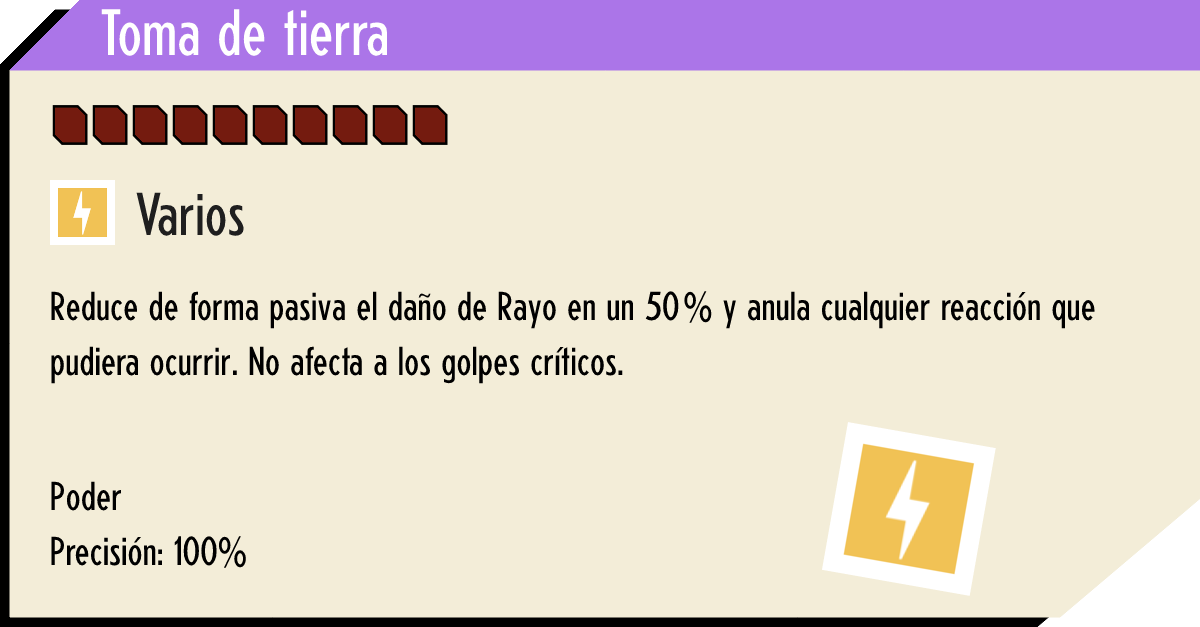 Toma de tierra
Varios
Reduce de forma pasiva el daño de Rayo en un 50% y anula cualquier reacción que
pudiera ocurrir. No afecta a los golpes críticos.
Poder
Precisión: 100%